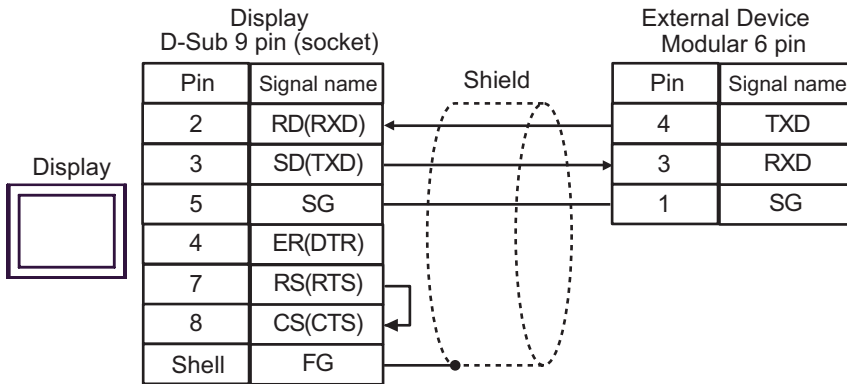 Display
D-Sub 9 pin (socket)
External Device
Modular 6 pin
Pin Signal name
Shield
Pin Signal name
2 RD(RXD)
4 TXD
3 SD(TXD)
3 RXD
Display
5 SG
1 SG
4 ER(DTR)
7 RS(RTS)
8 CS(CTS)
Shell FG